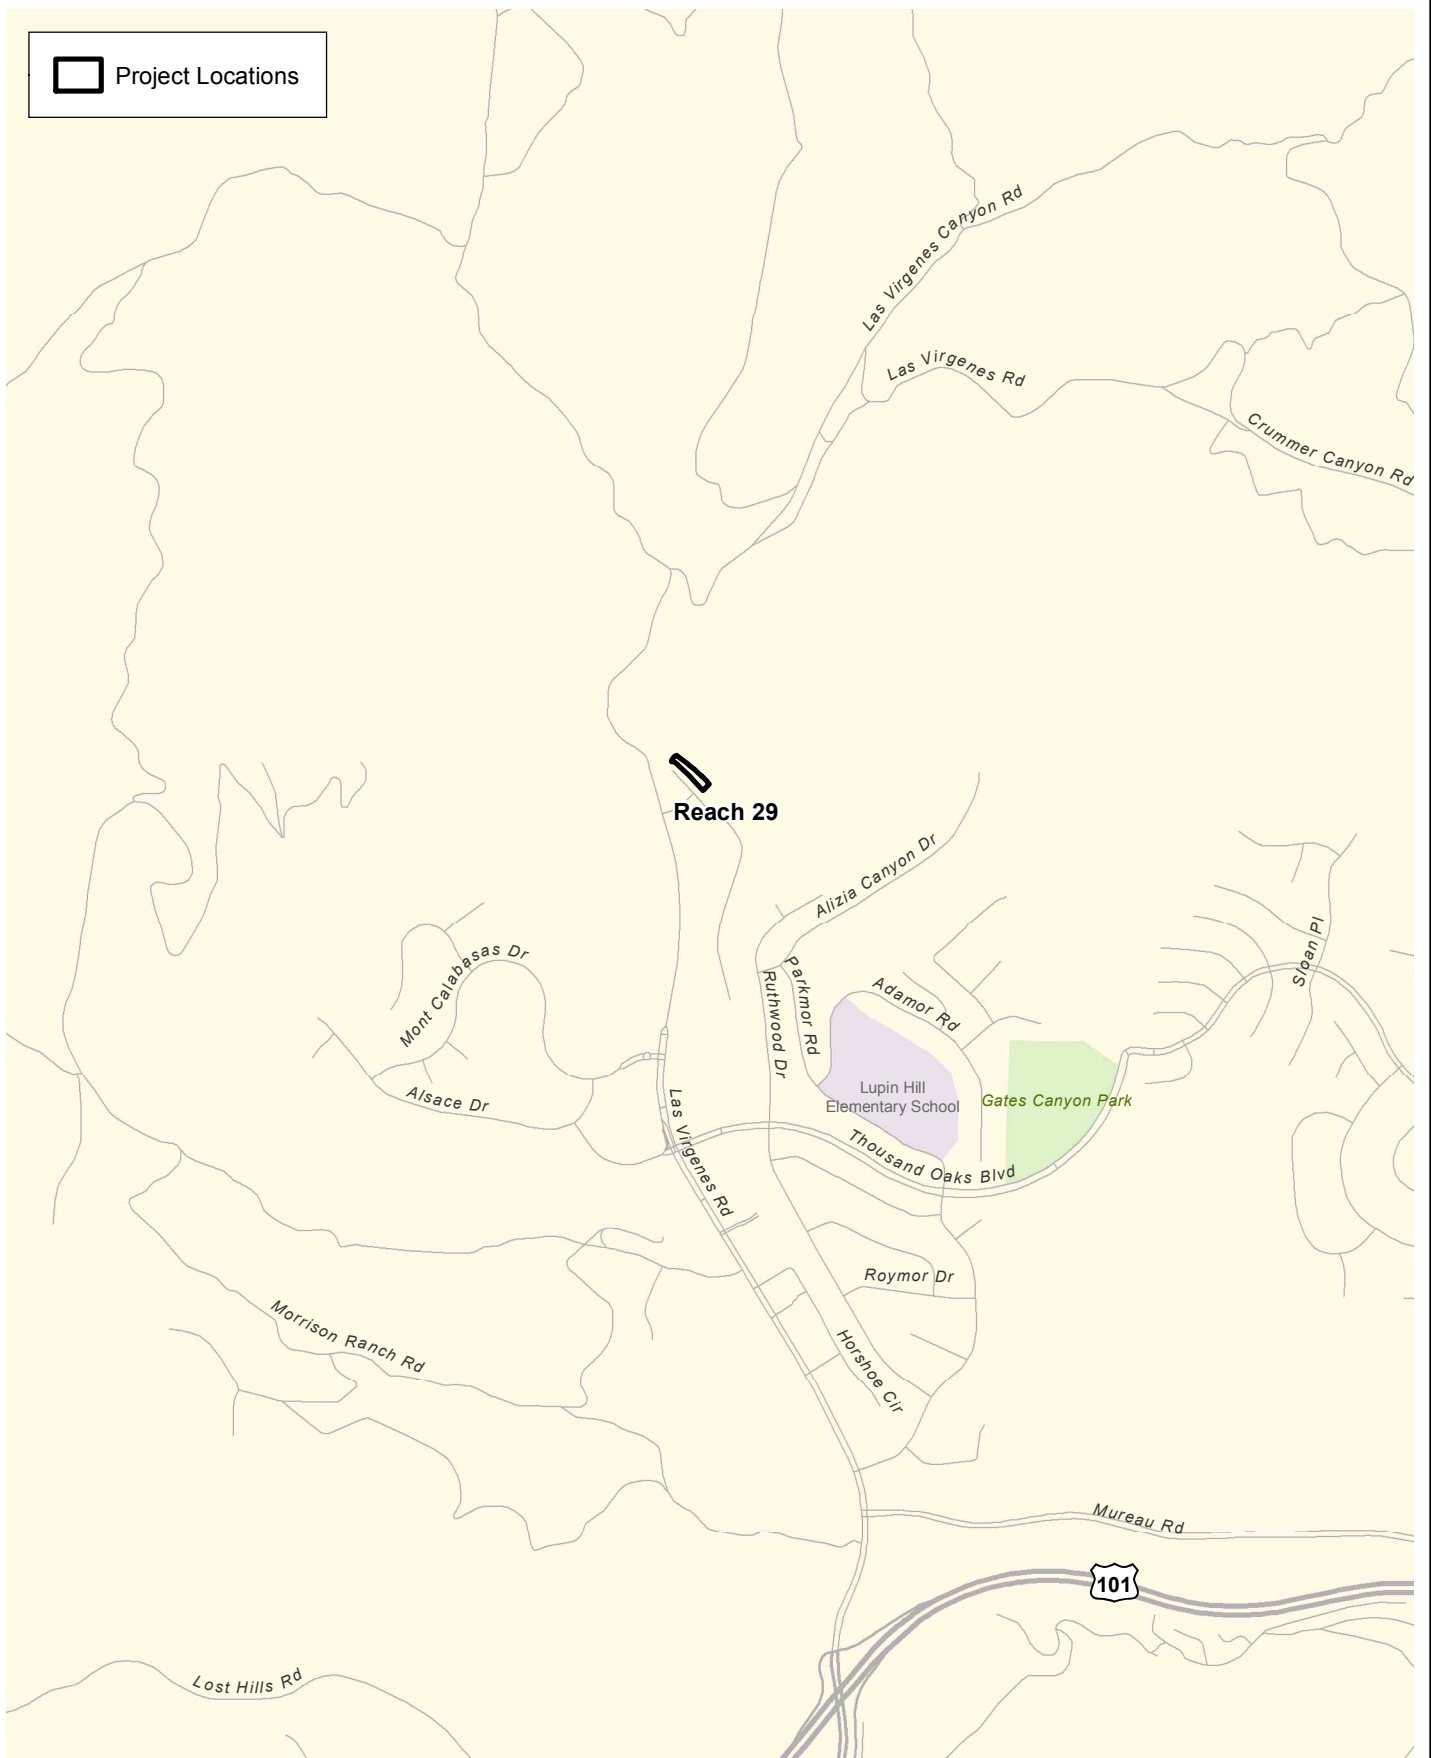 Project Locations
Las Virgenes Canyon Rd
Las Virgenes Rd
Crummer Canyon Rd
Reach 29
Alizia Canyon Dr
Sloan Pl
Mont Calabasas Dr
Parkmor Rd
Ruthwood Dr
Adamor Rd
Alsace Dr
Las Virgenes Rd
Lupin Hill
Elementary School
Gates Canyon Park
Thousand Oaks Blvd
Roymor Dr
Morrison Ranch Rd
Horshoe Cir
Mureau Rd
101
Lost Hills Rd